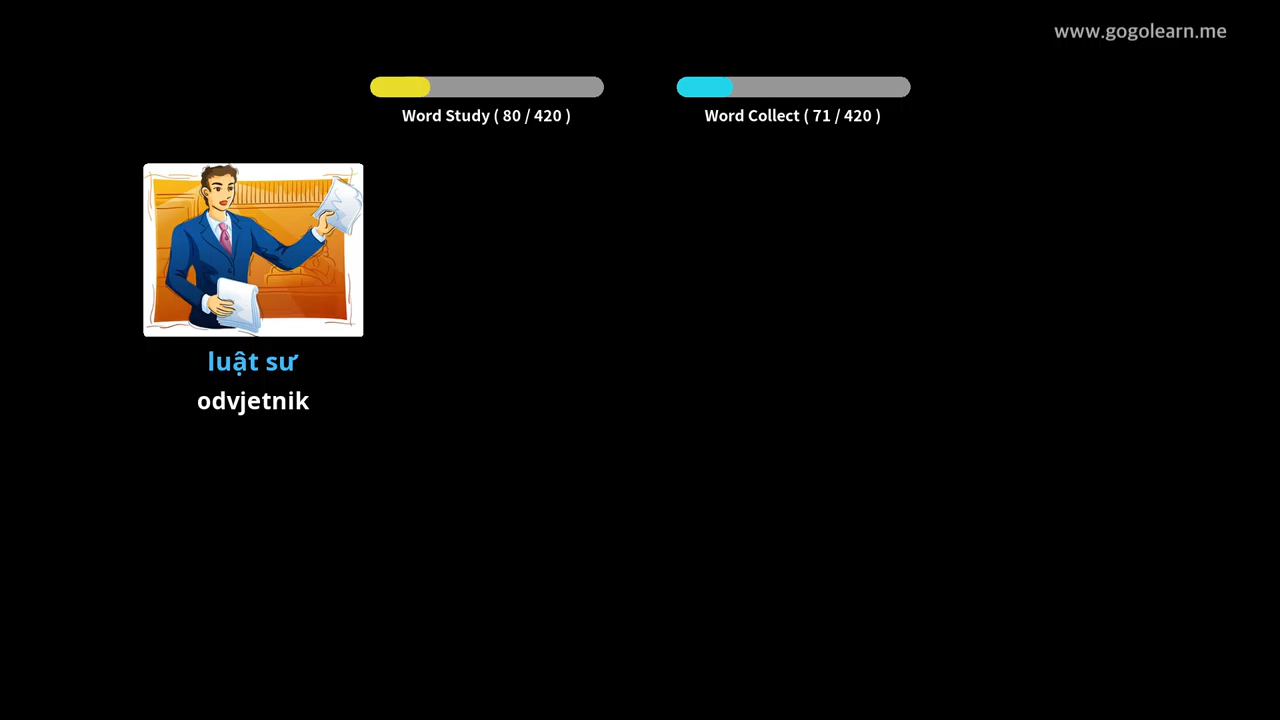 www.gogolearn.me
Word Study ( 80 / 420 )
Word Collect ( 71 / 420 )
luật sư
odvjetnik